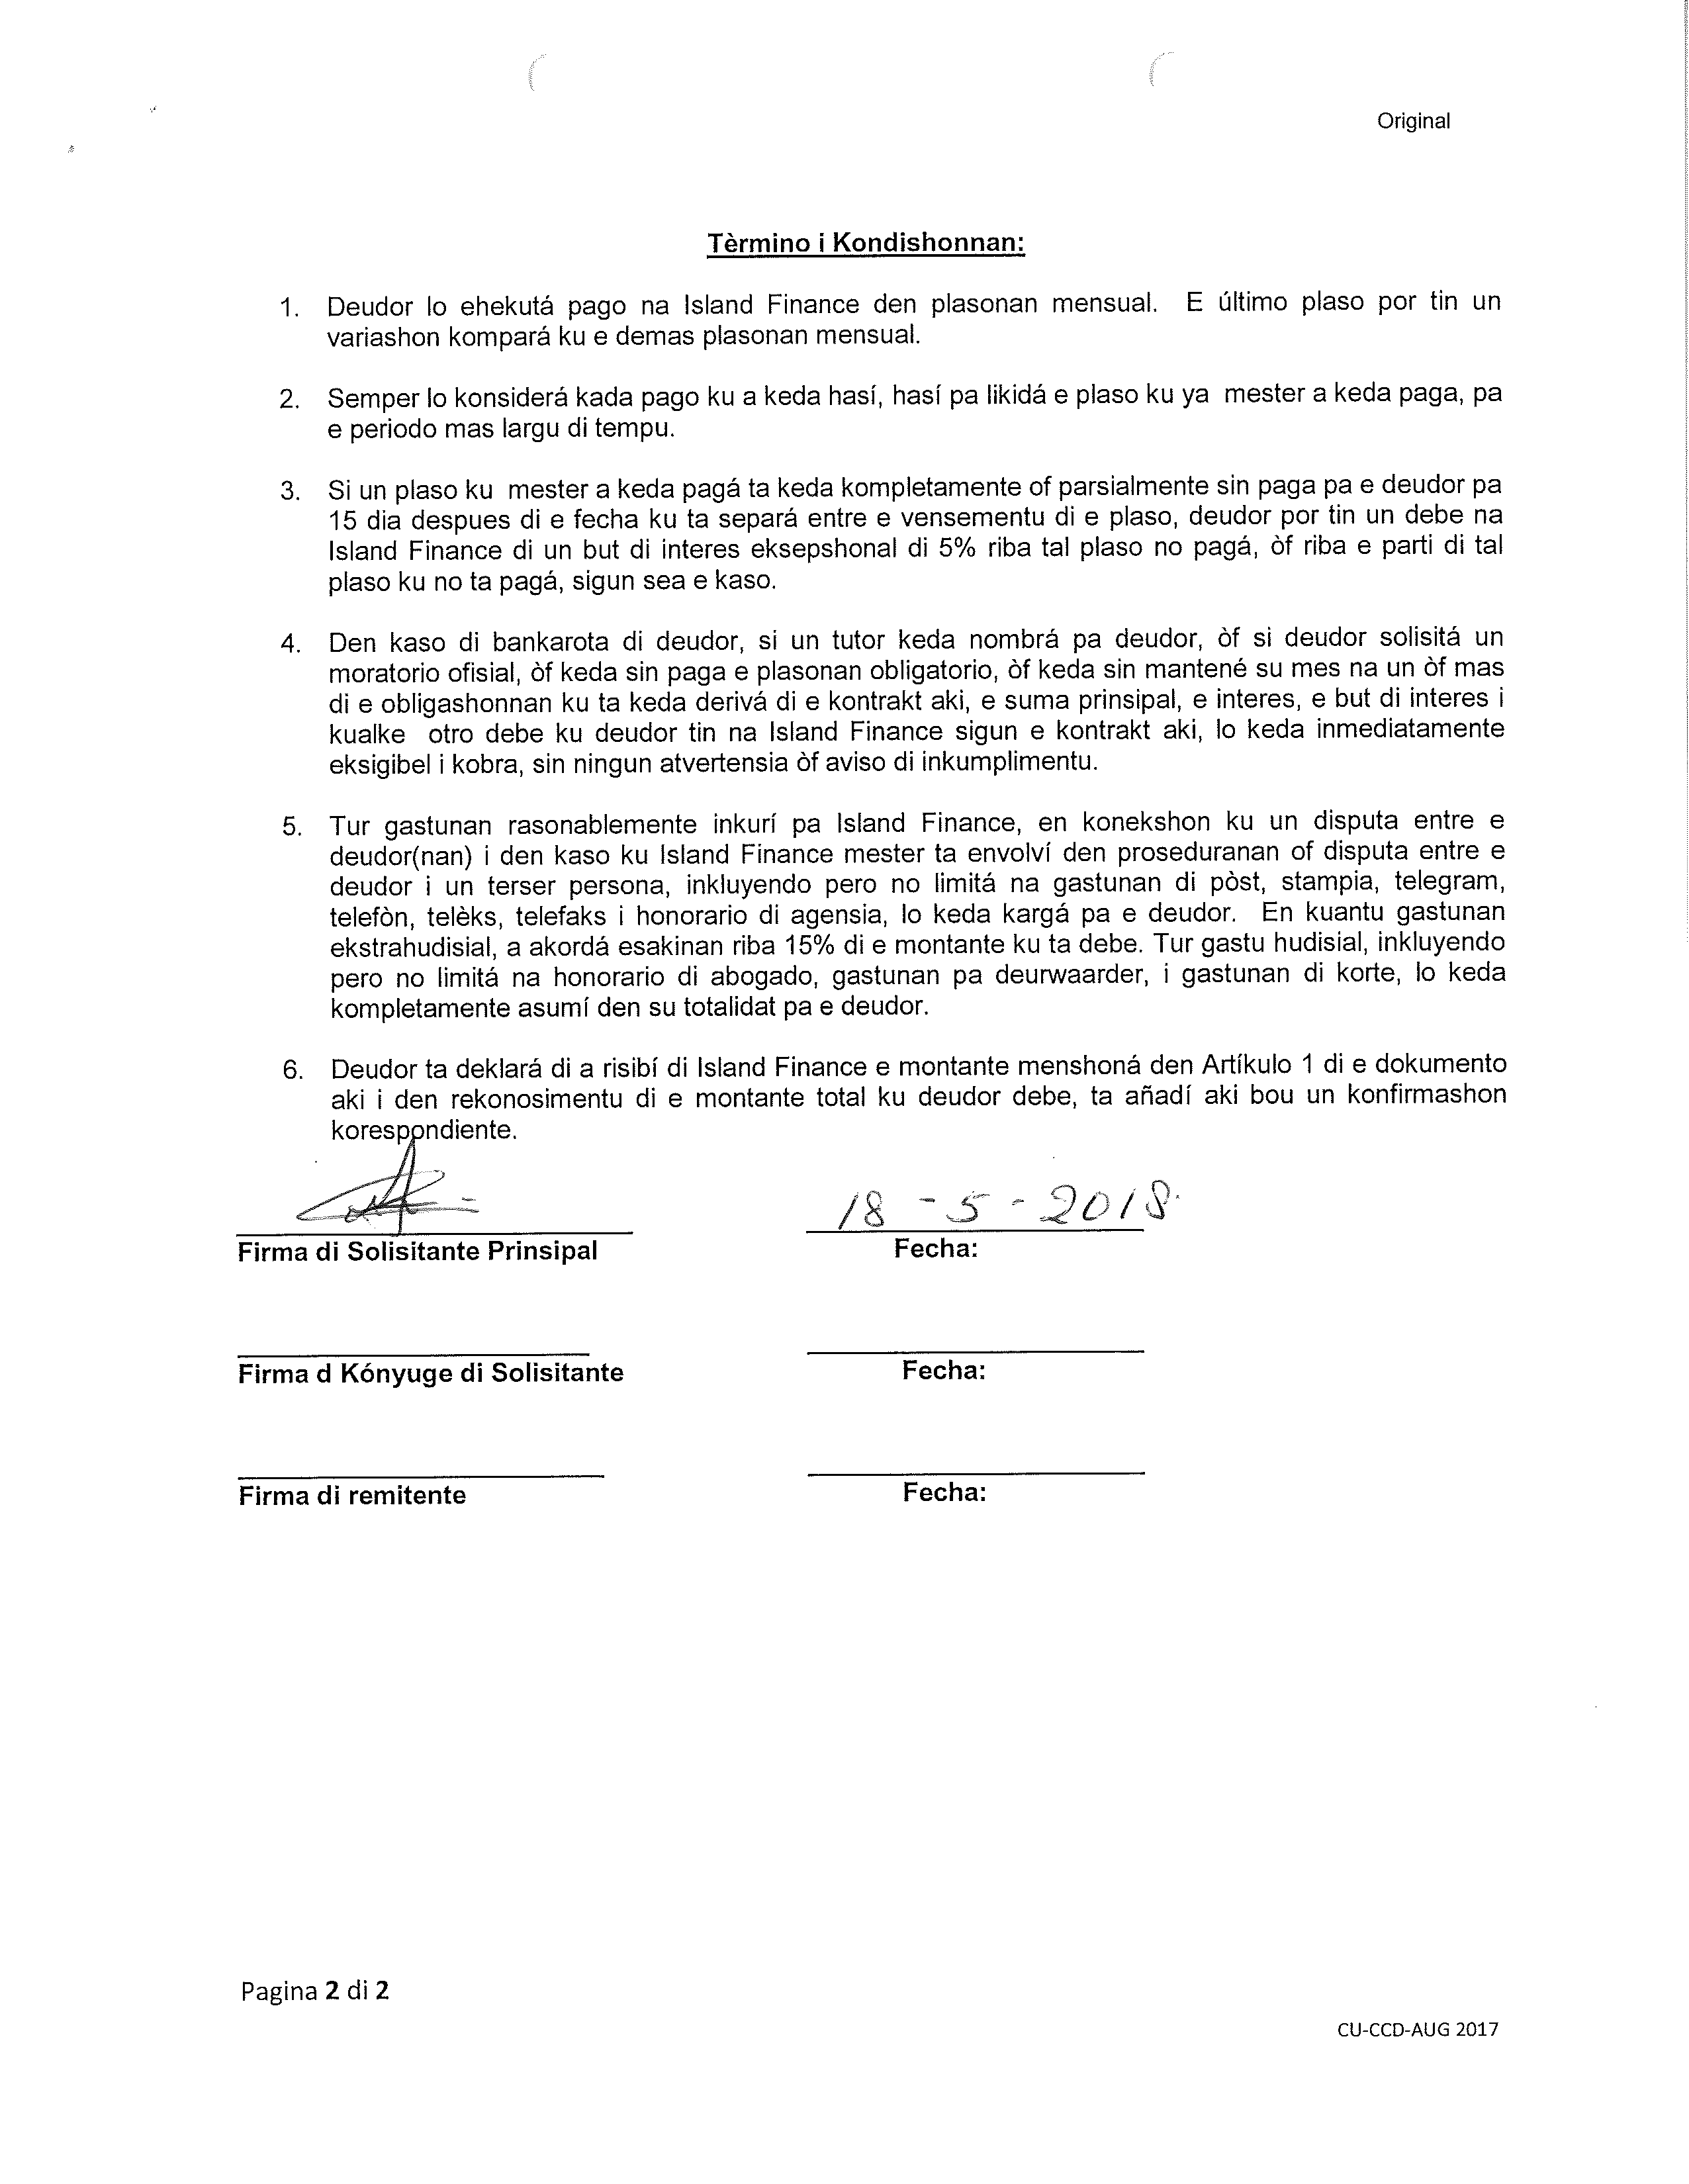 Original
Tèrmino i Kondishonnan:
1. Deudor lo ehekutá pago na Island Finance den plasonan mensual. E último plaso por tin un
variashon kompará ku e demas plasonan mensual.
2. Semper lo konsiderá kada pago ku a keda hasí, hasí pa likidá e plaso ku ya mester a keda paga, pa
e periodo mas largu di tempu.
3. Si un plaso ku mester a keda pagá ta keda kompletamente of parsialmente sin paga pa e deudor pa
15 dia despues di e fecha ku ta separá entre e vensementu di e plaso, deudor por tin un debe na
Island Finance di un but di interes eksepshonal di 5% riba tal plaso no pagá, òf riba e parti di tal
plaso ku no ta pagá, sigun sea e kaso.
4. Den kaso di bankarota di deudor, si un tutor keda nombrá pa deudor, òf si deudor solisitá un
moratorio ofisial, òf keda sin paga e plasonan obligatorio, òf keda sin mantené su mes na un òf mas
di e obligashonnan ku ta keda derivá di e kontrakt aki, e suma prinsipal, e interes, e but di interes i
kualke otro debe ku deudor tin na Island Finance sigun e kontrakt aki, lo keda inmediatamente
eksigibel i kobra, sin ningun atvertensia òf aviso di inkumplimentu.
5. Tur gastunan rasonablemente inkurí pa Island Finance, en konekshon ku un disputa entre e
deudor(nan) i den kaso ku Island Finance mester ta envolví den proseduranan of disputa entre e
deudor i un terser persona, inkluyendo pero no limitá na gastunan di pòst, stampia, telegram,
telefòn, telèks, telefaks i honorario di agensia, lo keda kargá pa e deudor. En kuantu gastunan
ekstrahudisial, a akordá esakinan riba 15% di e montante ku ta debe. Tur gastu hudisial, inkluyendo
pero no limitá na honorario di abogado, gastunan pa deurwaarder, i gastunan di korte, lo keda
kompletamente asumí den su totalidat pa e deudor.
6. Deudor ta deklará di a risibí di Island Finance e montante menshoná den Artíkulo 1 di e dokumento
aki i den rekonosimentu di e montante total ku deudor debe, ta añadí aki bou un konfirmashon
korespondiente.
18 - 5 - 2018.
Firma di Solisitante Prinsipal Fecha:
Firma d Kónyuge di Solisitante Fecha:
Firma di remitente Fecha:
Pagina 2 di 2
CU-CCD-AUG 2017